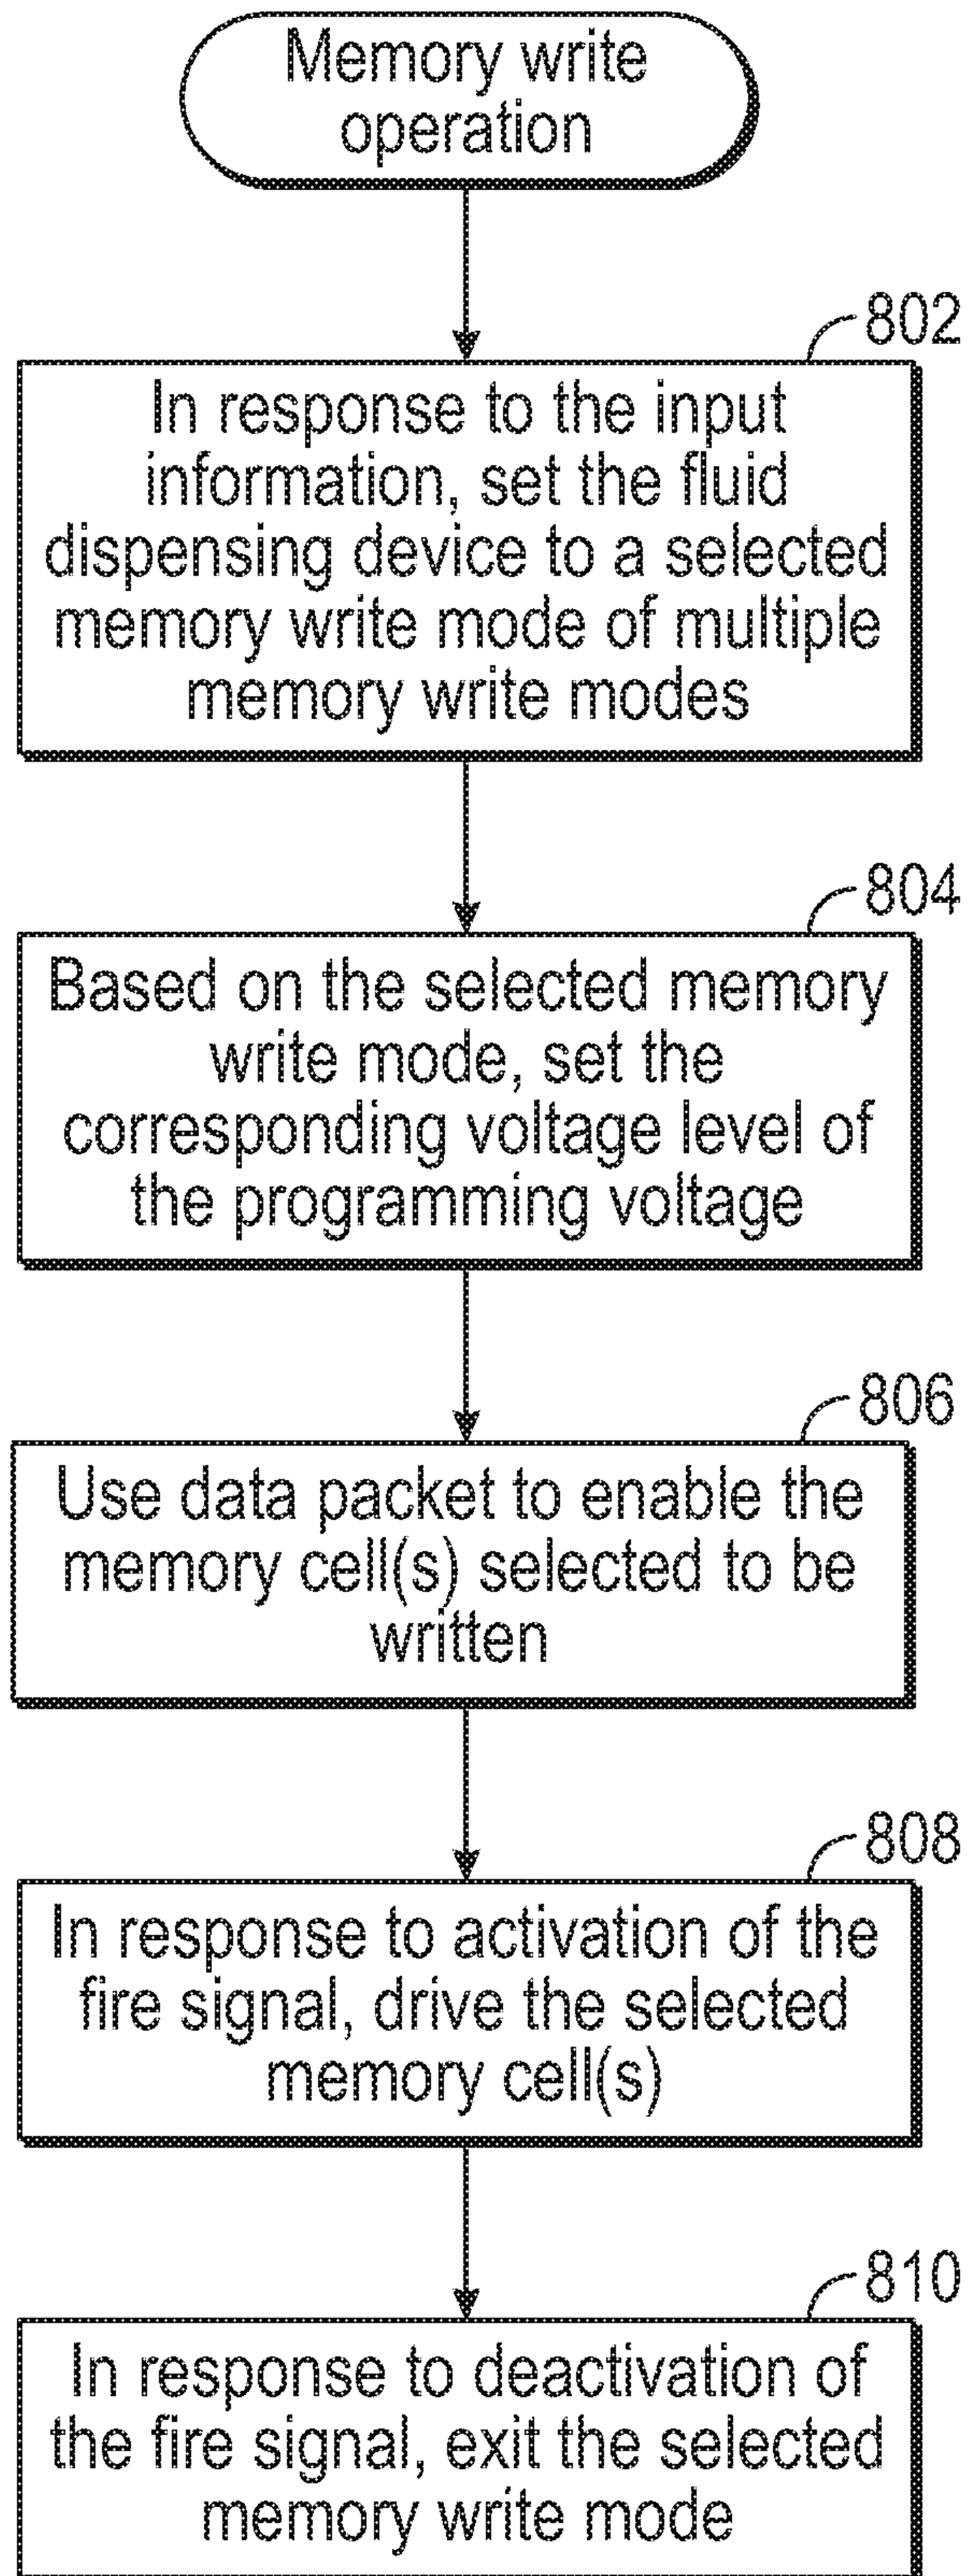 Memory write
operation
802
In response to the input
information, set the fluid
dispensing device to a selected
memory write mode of multiple
memory write modes
804
Based on the selected memory
write mode, set the
corresponding voltage level of
the programming voltage
806
Use data packet to enable the
memory cell(s) selected to be
written
808
In response to activation of the
fire signal, drive the selected
memory cell(s)
810
In response to deactivation of
the fire signal, exit the selected
memory write mode